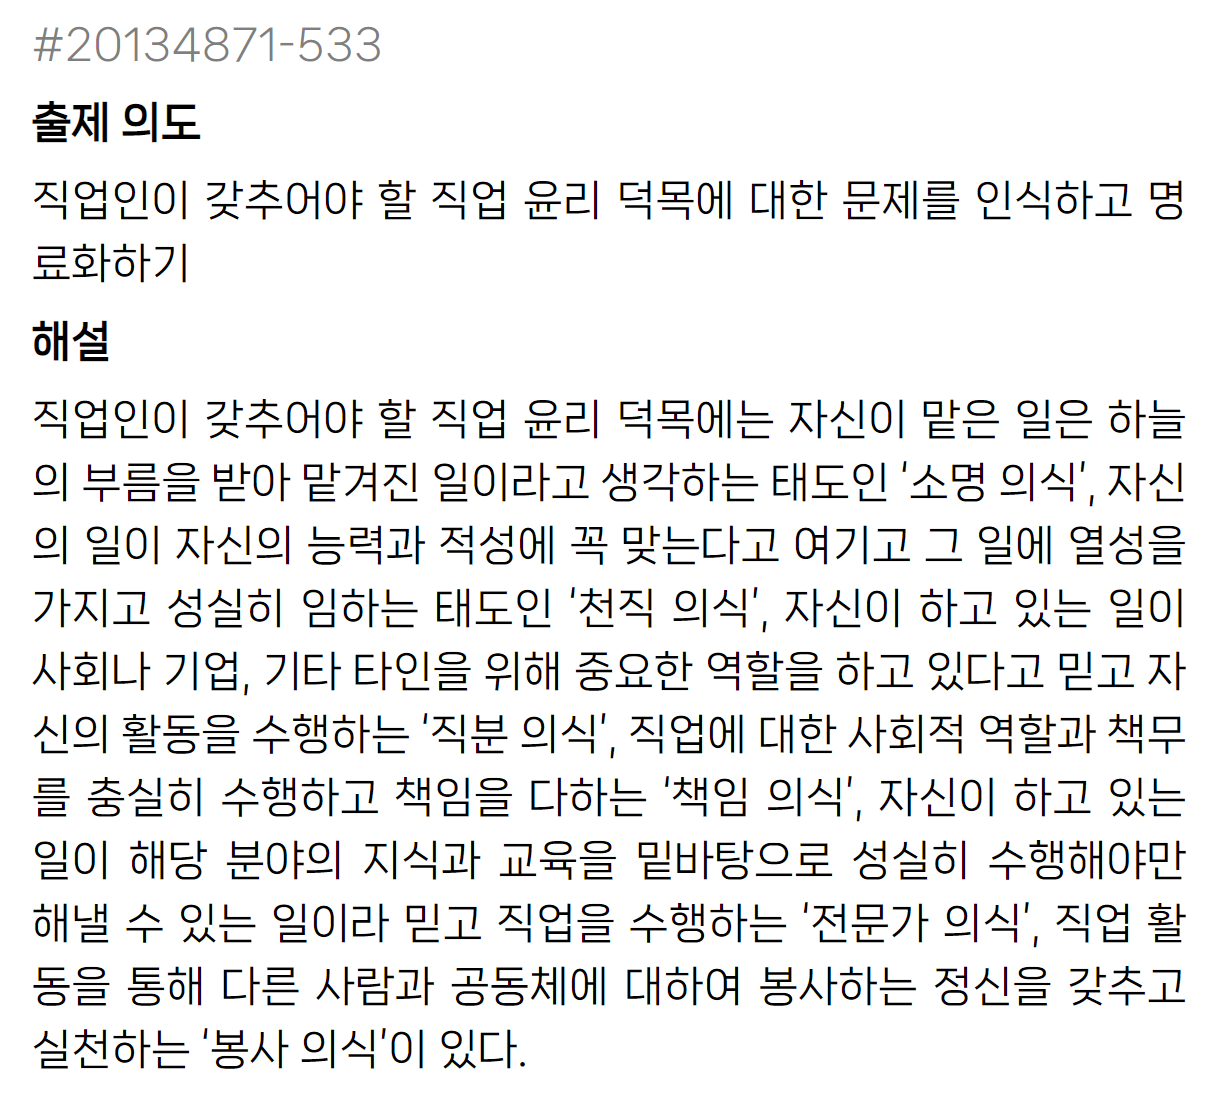 #20134871-533
출제 의도
직업인이 갖추어야 할 직업 윤리 덕목에 대한 문제를 인식하고 명
료화하기
해설
직업인이 갖추어야 할 직업 윤리 덕목에는 자신이 맡은 일은 하늘
의 부름을 받아 맡겨진 일이라고 생각하는 태도인 '소명 의식', 자신
의 일이 자신의 능력과 적성에 꼭 맞는다고 여기고 그 일에 열성을
가지고 성실히 임하는 태도인 '천직 의식', 자신이 하고 있는 일이
사회나 기업, 기타 타인을 위해 중요한 역할을 하고 있다고 믿고 자
신의 활동을 수행하는 '직분 의식', 직업에 대한 사회적 역할과 책무
를 충실히 수행하고 책임을 다하는 '책임 의식', 자신이 하고 있는
일이 해당 분야의 지식과 교육을 밑바탕으로 성실히 수행해야만
해낼 수 있는 일이라 믿고 직업을 수행하는 '전문가 의식', 직업 활
동을 통해 다른 사람과 공동체에 대하여 봉사하는 정신을 갖추고
실천하는 '봉사 의식'이 있다.